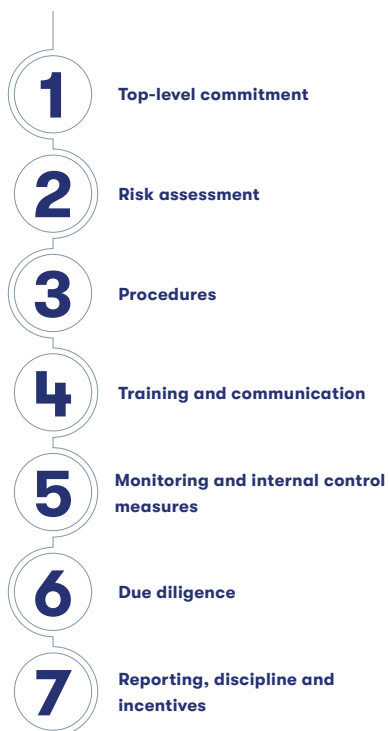 1
Top-level commitment
2
Risk assessment
3
Procedures
4
Training and communication
5
Monitoring and internal control
measures
6
Due diligence
7
Reporting, discipline and
incentives